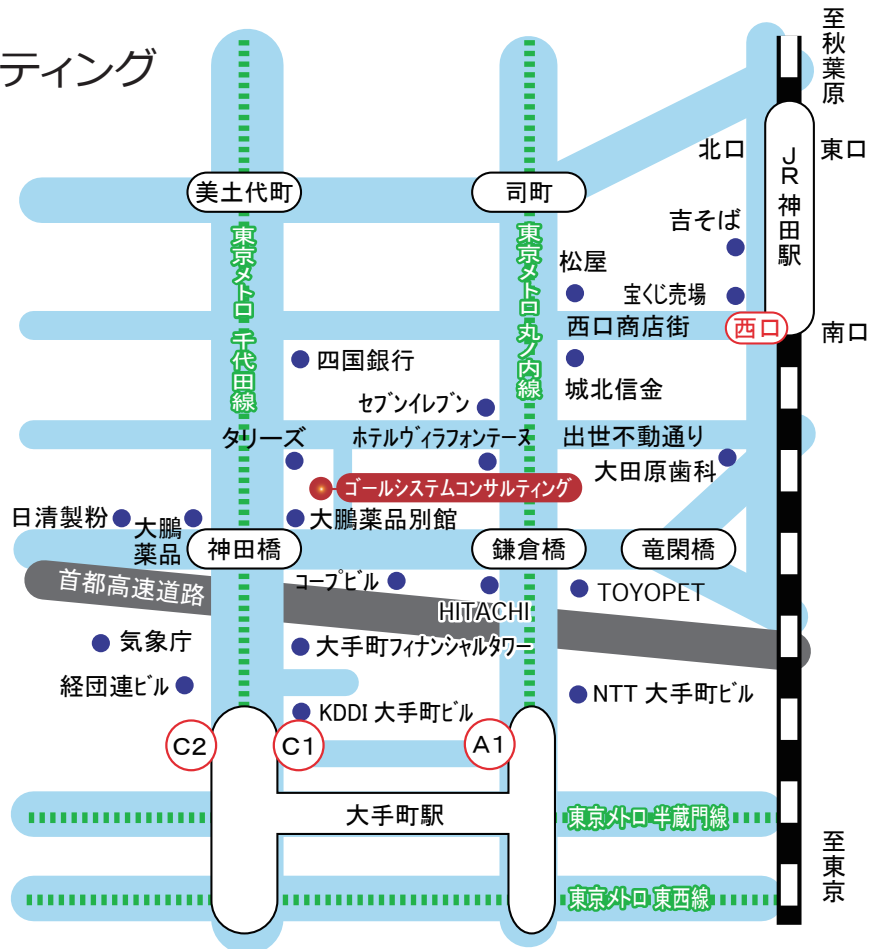 ティング
至秋葉原
北口
東口
JR神田駅
美土代町
司町
吉そば
東京メトロ 千代田線
東京メトロ 丸ノ内線
松屋
宝くじ売場
西口商店街
西口
南口
四国銀行
城北信金
セブンイレブン
タリーズ
ホテルヴィラフォンテーヌ
出世不動通り
大田原歯科
ゴールシステムコンサルティング
日清製粉
大鵬
薬品
大鵬薬品別館
神田橋
鎌倉橋
竜閑橋
首都高速道路
コープビル
HITACHI
TOYOPET
気象庁
大手町フィナンシャルタワー
経団連ビル
NTT 大手町ビル
KDDI 大手町ビル
C2
C1
A1
大手町駅
東京メトロ 半蔵門線
至東京
東京メトロ 東西線